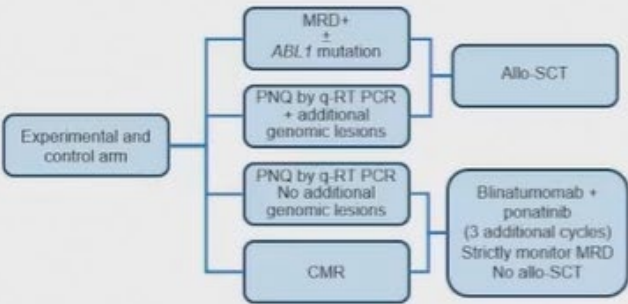 Experimental and
control arm
MRD+
±
ABL1 mutation
PNQ by q-RT PCR
+ additional
genomic lesions
PNQ by q-RT PCR
No additional
genomic lesions
CMR
Allo-SCT
Blinatumomab +
ponatinib
(3 additional cycles)
Strictly monitor MRD
No allo-SCT